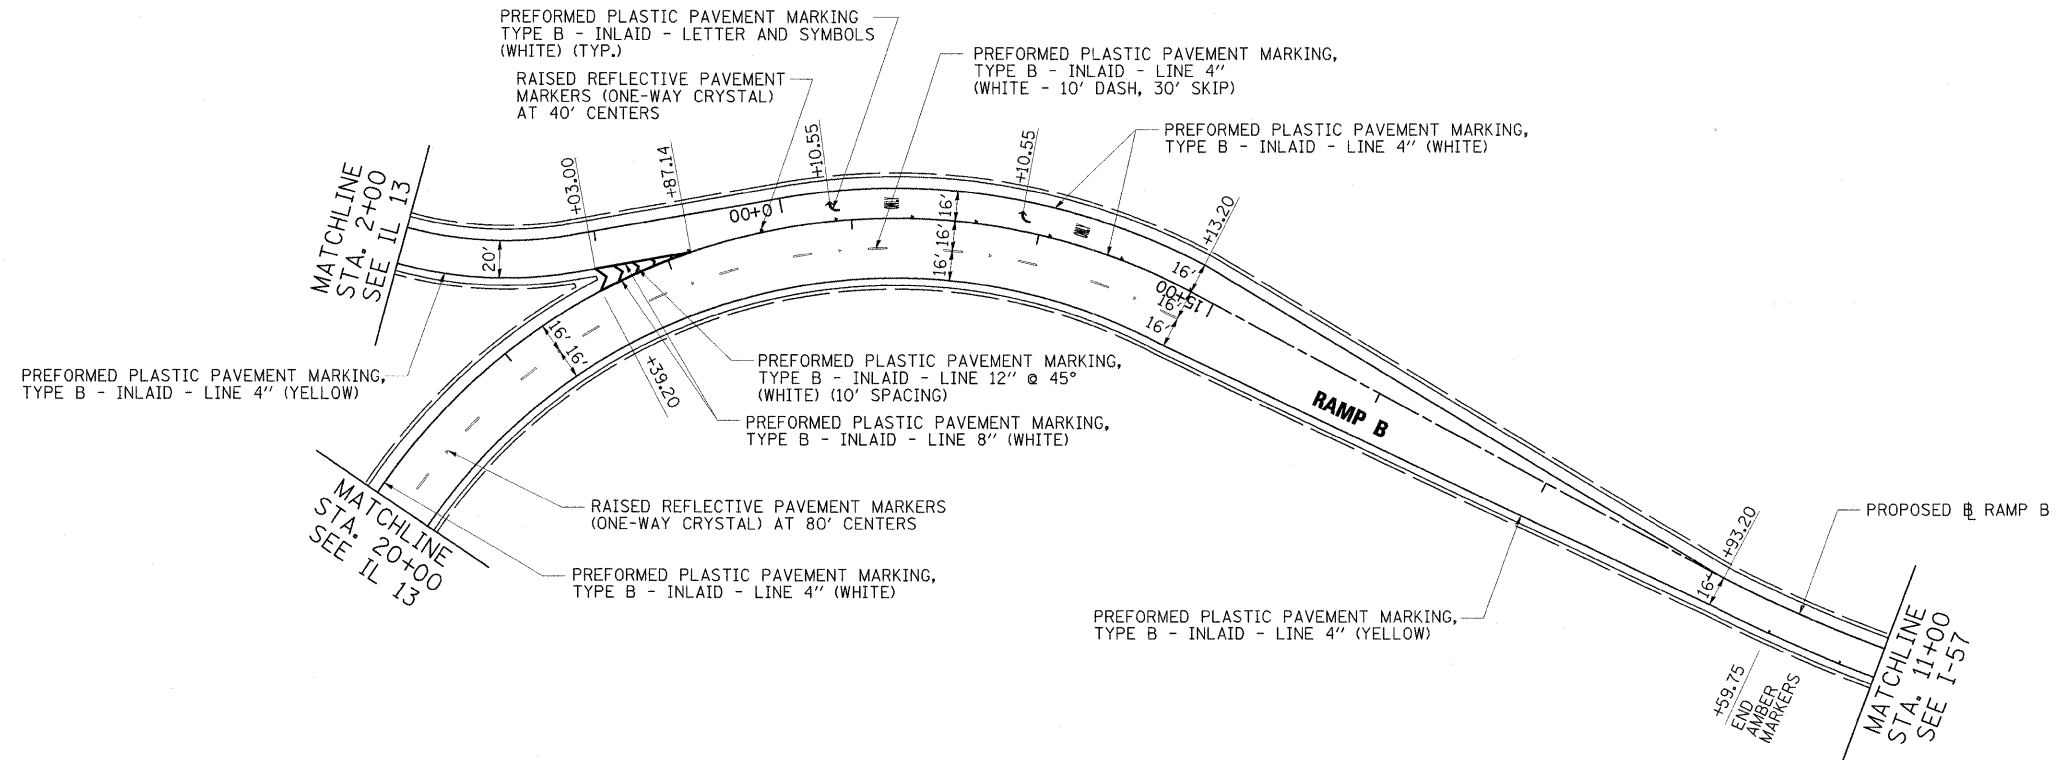 PREFORMED PLASTIC PAVEMENT MARKING
TYPE B - INLAID - LETTER AND SYMBOLS
(WHITE) (TYP.)
RAISED REFLECTIVE PAVEMENT
MARKERS (ONE-WAY CRYSTAL)
AT 40' CENTERS
PREFORMED PLASTIC PAVEMENT MARKING,
TYPE B - INLAID - LINE 4"
(WHITE - 10' DASH, 30' SKIP)
PREFORMED PLASTIC PAVEMENT MARKING,
TYPE B - INLAID - LINE 4" (WHITE)
MATCHLINE
STA. 2+00
SEE IL 13
+03.00
+87.14
+10.55
+10.55
+13.20
0+00
20'
16'
16'
16'
16'
16'
16'
15+00
16'
16'
+39.20
PREFORMED PLASTIC PAVEMENT MARKING,
TYPE B - INLAID - LINE 4" (YELLOW)
PREFORMED PLASTIC PAVEMENT MARKING,
TYPE B - INLAID - LINE 12" @ 45°
(WHITE) (10' SPACING)
PREFORMED PLASTIC PAVEMENT MARKING,
TYPE B - INLAID - LINE 8" (WHITE)
RAMP B
MATCHLINE
STA. 20+00
SEE IL 13
RAISED REFLECTIVE PAVEMENT MARKERS
(ONE-WAY CRYSTAL) AT 80' CENTERS
PREFORMED PLASTIC PAVEMENT MARKING,
TYPE B - INLAID - LINE 4" (WHITE)
PREFORMED PLASTIC PAVEMENT MARKING,
TYPE B - INLAID - LINE 4" (YELLOW)
+93.20
16'
PROPOSED ⅊ RAMP B
+59.75
END
AMBER
MARKERS
MATCHLINE
STA. 11+00
SEE I-57